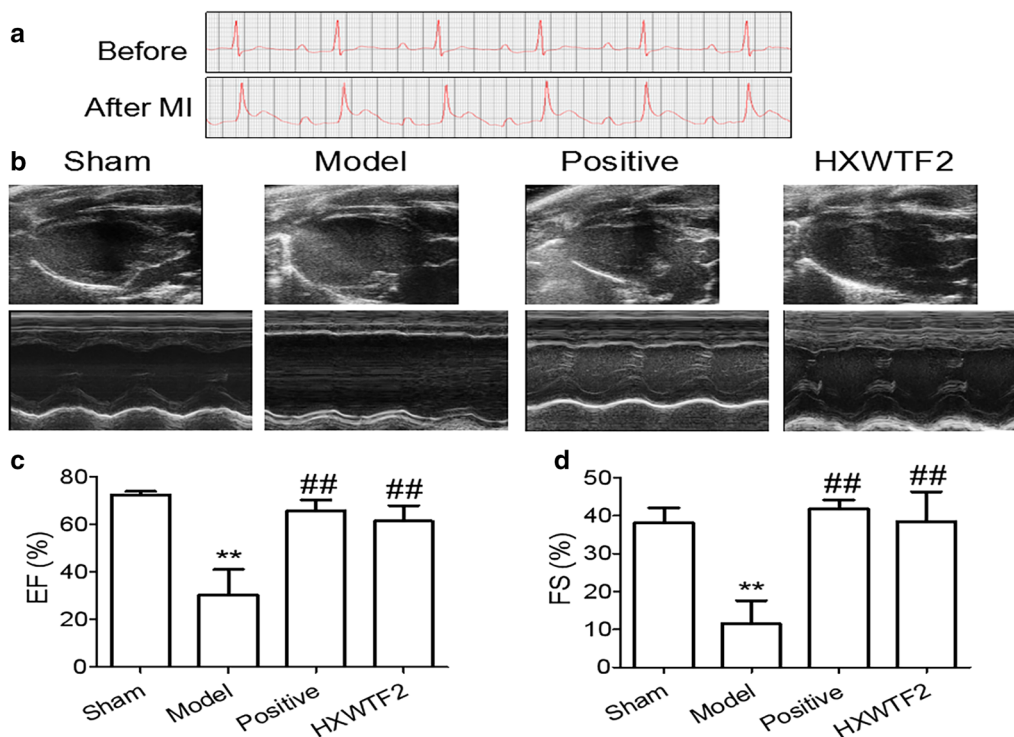 a
Before
After MI
b
Sham Model Positive HXWTF2
c
80
60
40
20
0
EF (%)
**
##
##
Sham
Model
Positive
HXWTF2
d
50
40
30
20
10
0
FS (%)
**
##
##
Sham
Model
Positive
HXWTF2